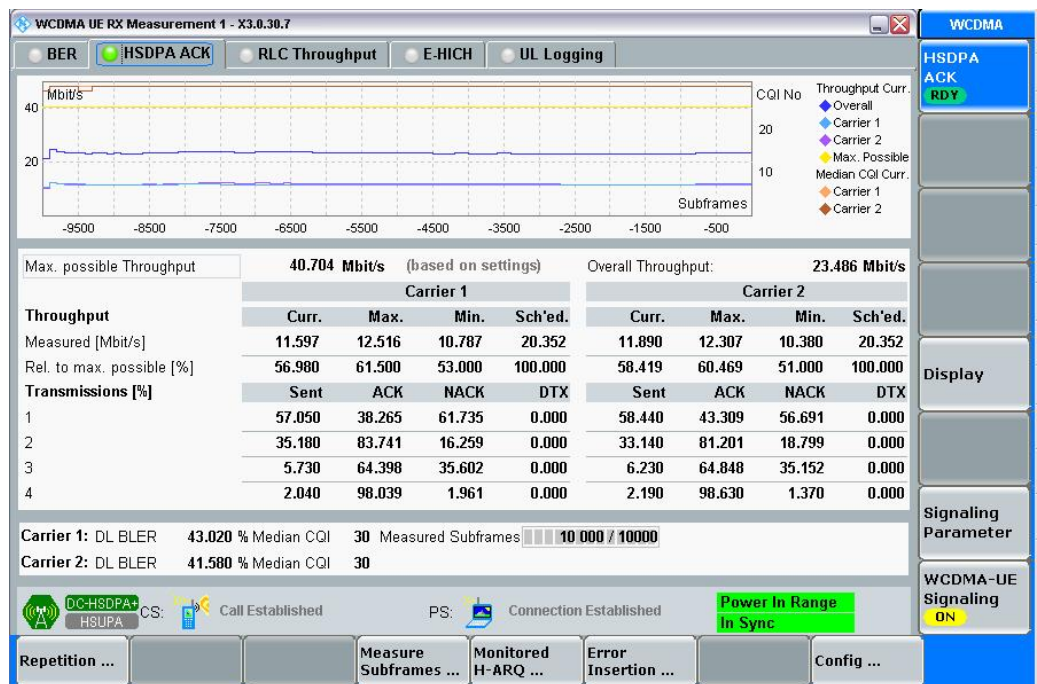 WCDMA UE RX Measurement 1 - X3.0.30.7
WCDMA
BER HSDPA ACK RLC Throughput E-HICH UL Logging
HSDPA ACK
RDY
Mbit/s
CQI No
40
20
20
10
Subframes
-9500 -8500 -7500 -6500 -5500 -4500 -3500 -2500 -1500 -500
Throughput Curr.
Overall
Carrier 1
Carrier 2
Max. Possible
Median CQI Curr.
Carrier 1
Carrier 2
Max. possible Throughput 40.704 Mbit/s (based on settings) Overall Throughput: 23.486 Mbit/s
Carrier 1 Carrier 2
Throughput Curr. Max. Min. Sch'ed. Curr. Max. Min. Sch'ed.
Measured [Mbit/s] 11.597 12.516 10.787 20.352 11.890 12.307 10.380 20.352
Rel. to max. possible [%] 56.980 61.500 53.000 100.000 58.419 60.469 51.000 100.000
Transmissions [%] Sent ACK NACK DTX Sent ACK NACK DTX
1 57.050 38.265 61.735 0.000 58.440 43.309 56.691 0.000
2 35.180 83.741 16.259 0.000 33.140 81.201 18.799 0.000
3 5.730 64.398 35.602 0.000 6.230 64.848 35.152 0.000
4 2.040 98.039 1.961 0.000 2.190 98.630 1.370 0.000
Carrier 1: DL BLER 43.020 % Median CQI 30 Measured Subframes 10 000 / 10000
Carrier 2: DL BLER 41.580 % Median CQI 30
DC-HSDPA+
HSUPA
CS: Call Established PS: Connection Established
Power In Range
In Sync
Display
Signaling
Parameter
WCDMA-UE
Signaling
ON
Repetition ...
Measure
Subframes ...
Monitored
H-ARQ ...
Error
Insertion ...
Config ...